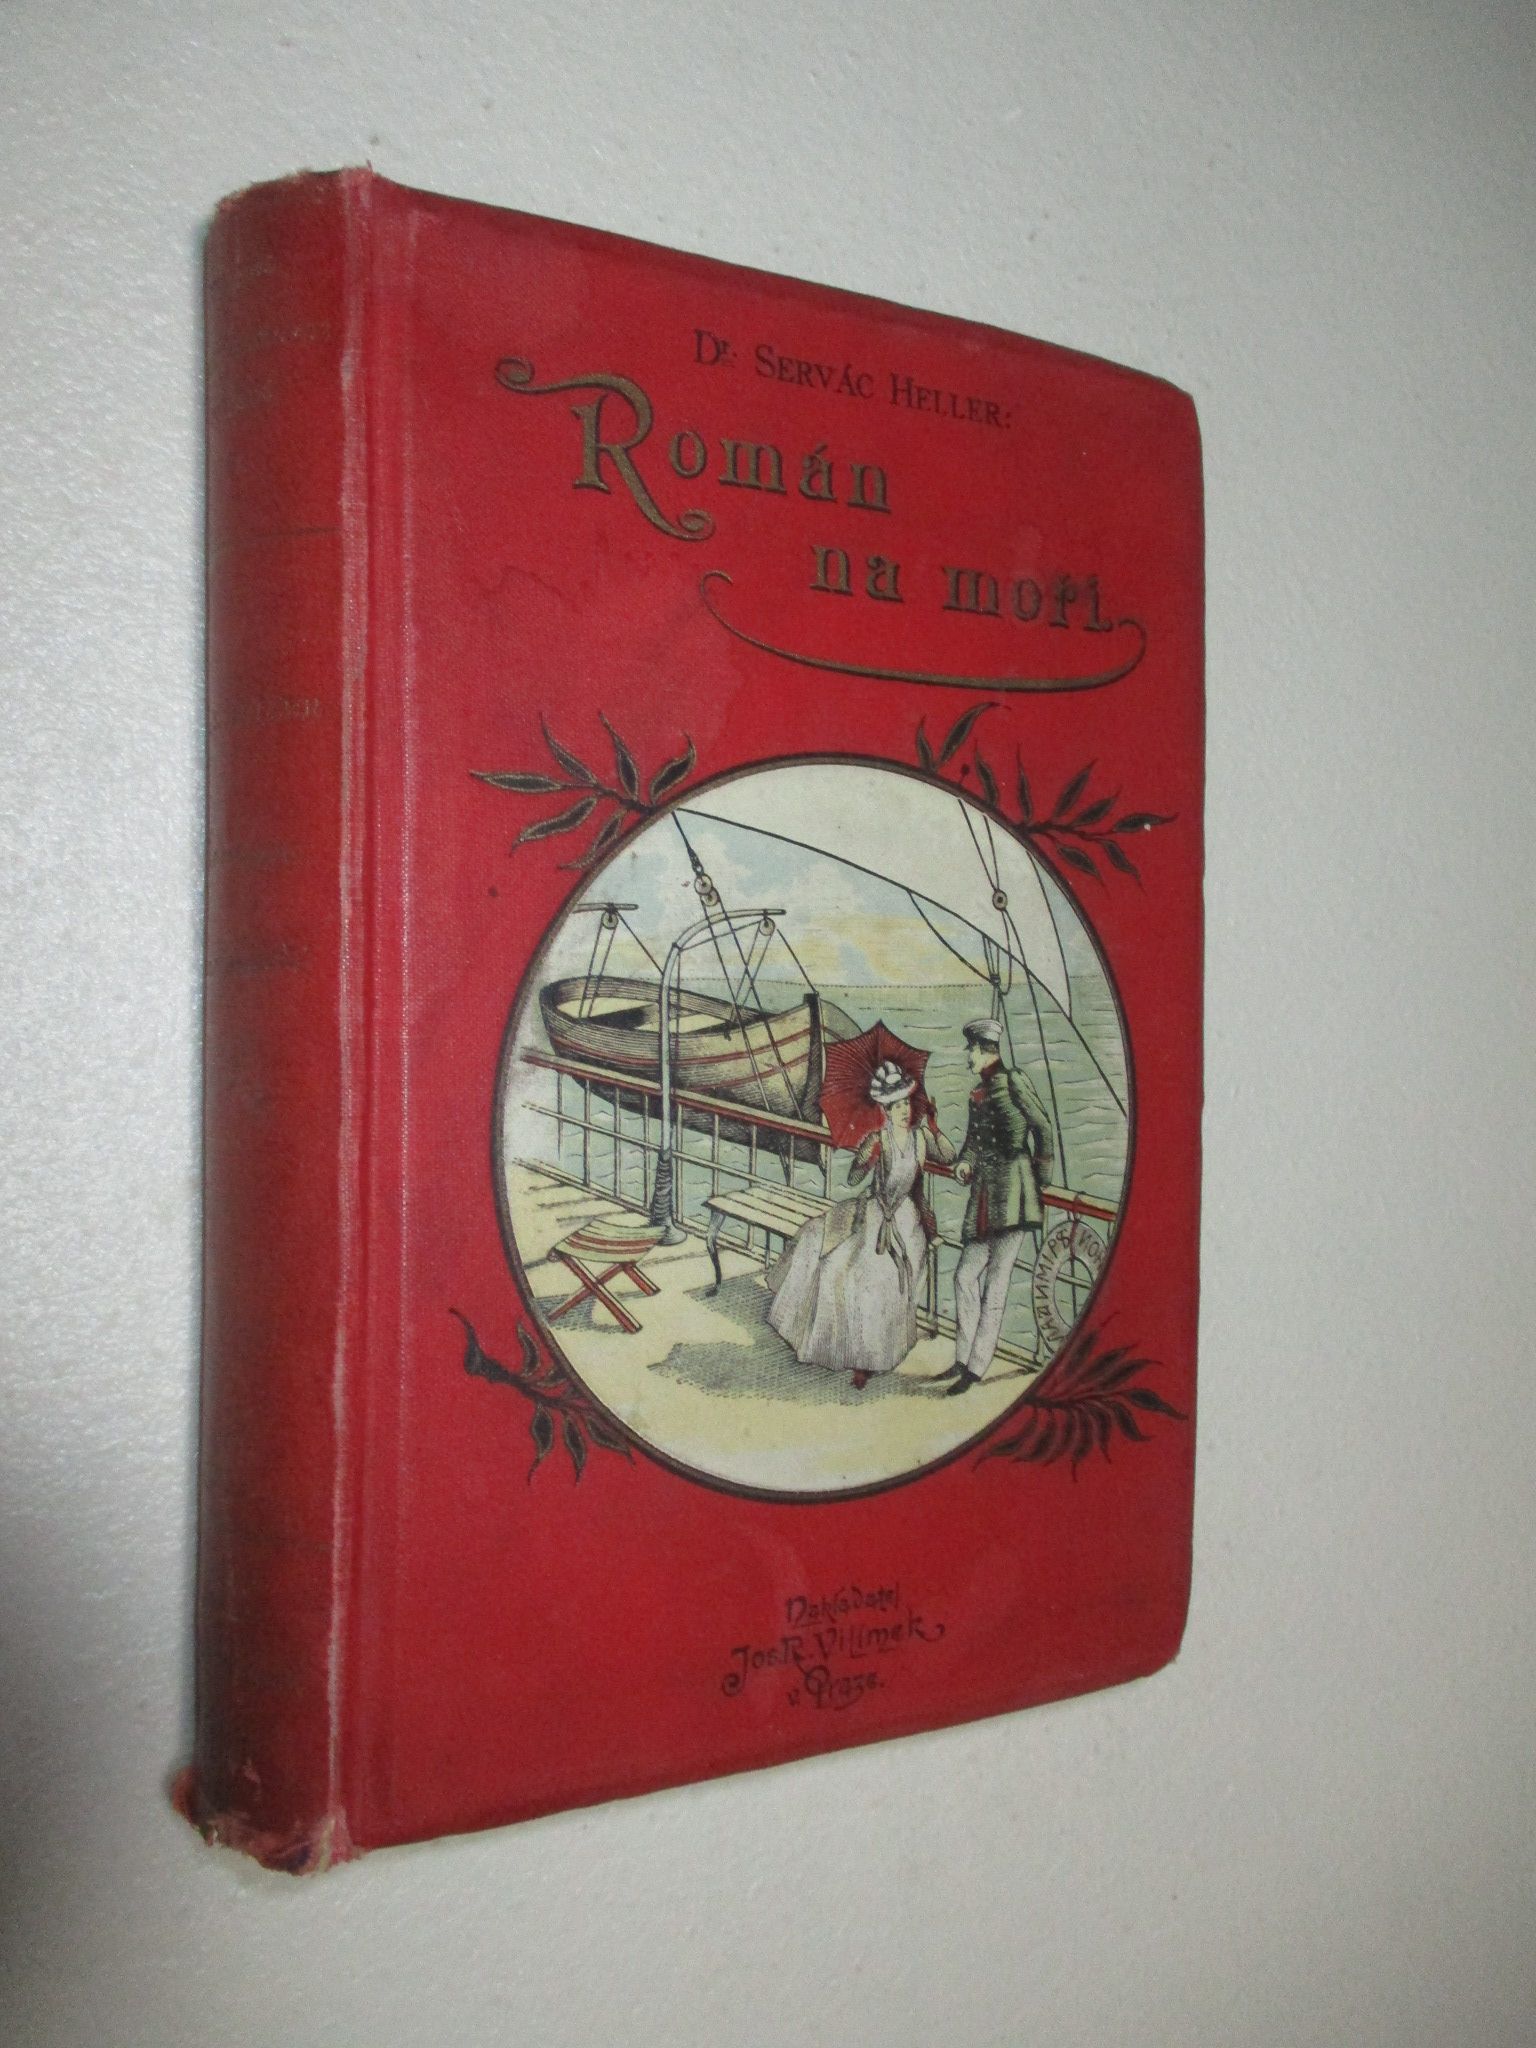 Dr. SERVÁC HELLER:
Román
na moři.
Nakladatel
Jos. R. Vilímek
v Praze.